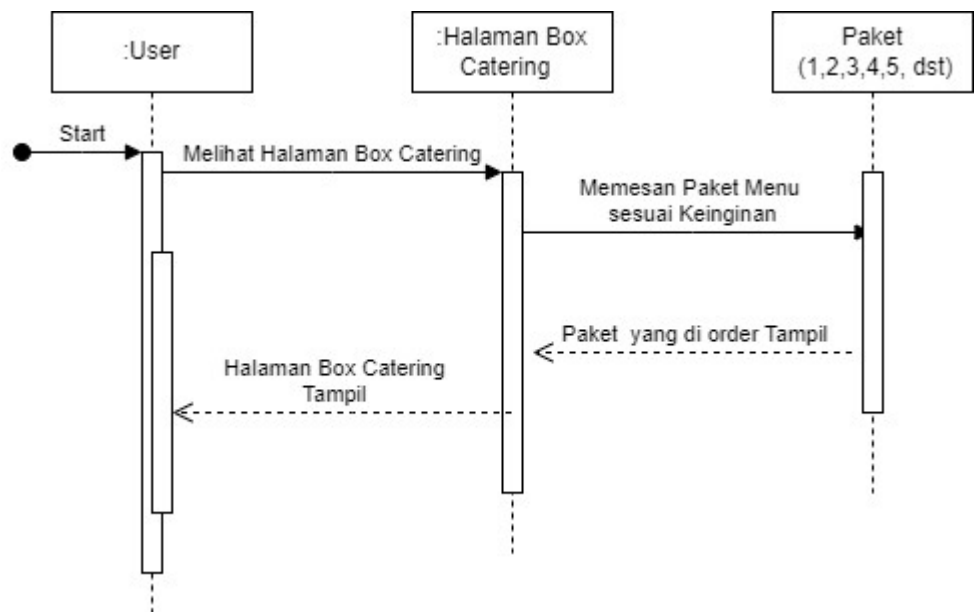 :User
:Halaman Box
Catering
Paket
(1,2,3,4,5, dst)
Start
Melihat Halaman Box Catering
Memesan Paket Menu
sesuai Keinginan
Paket yang di order Tampil
Halaman Box Catering
Tampil